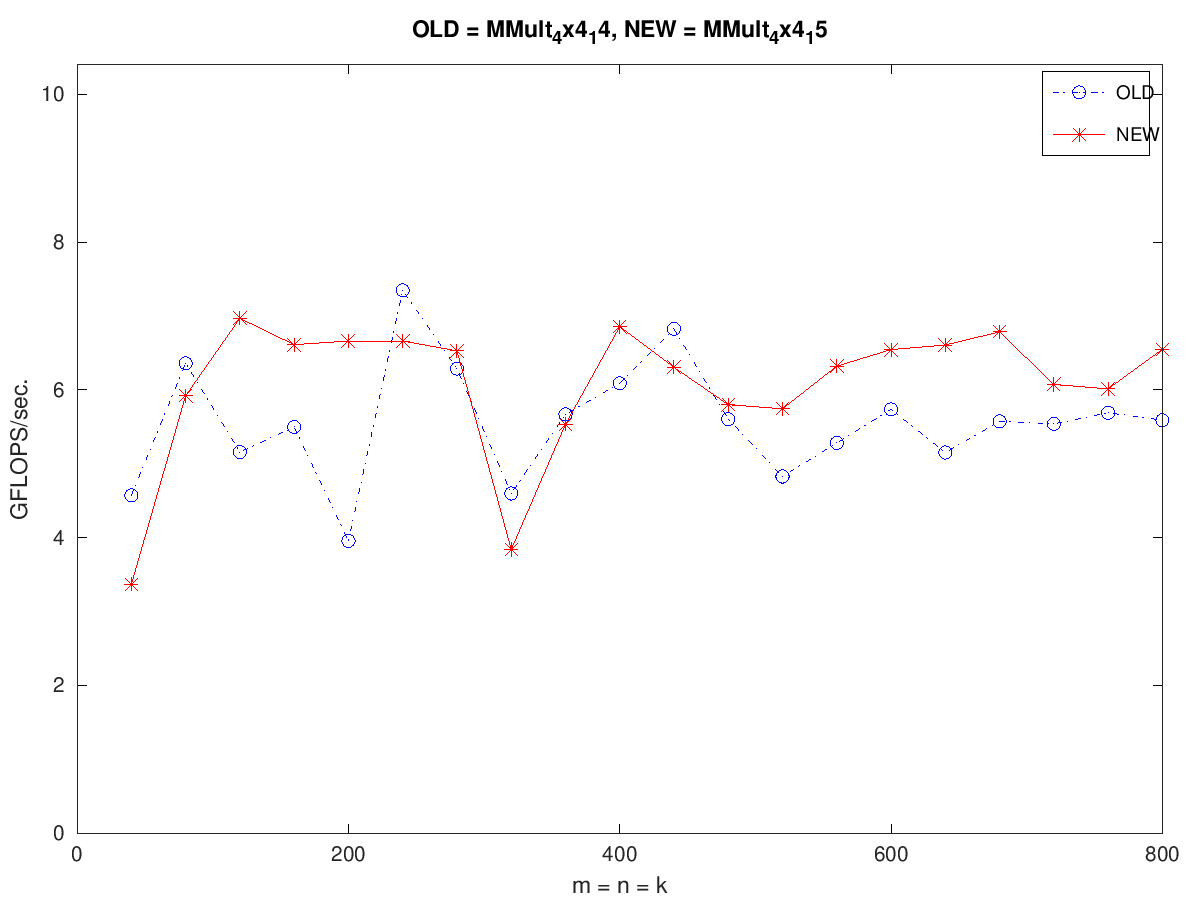 OLD = MMult₄x4₁4, NEW = MMult₄x4₁5
OLD
NEW
10
8
6
4
2
0
GFLOPS/sec.
0 200 400 600 800
m = n = k